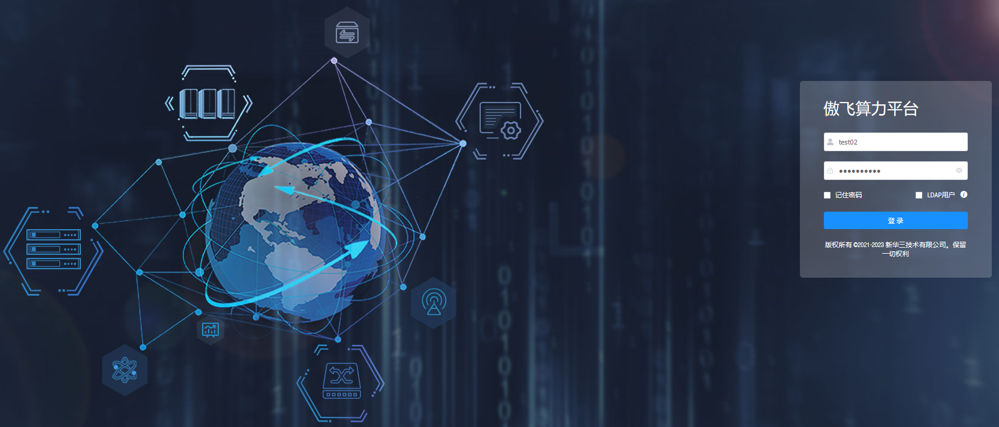 傲飞算力平台
test02
••••••••••
记住密码 LDAP用户
登 录
版权所有 ©2021-2023 新华三技术有限公司。保留
一切权利